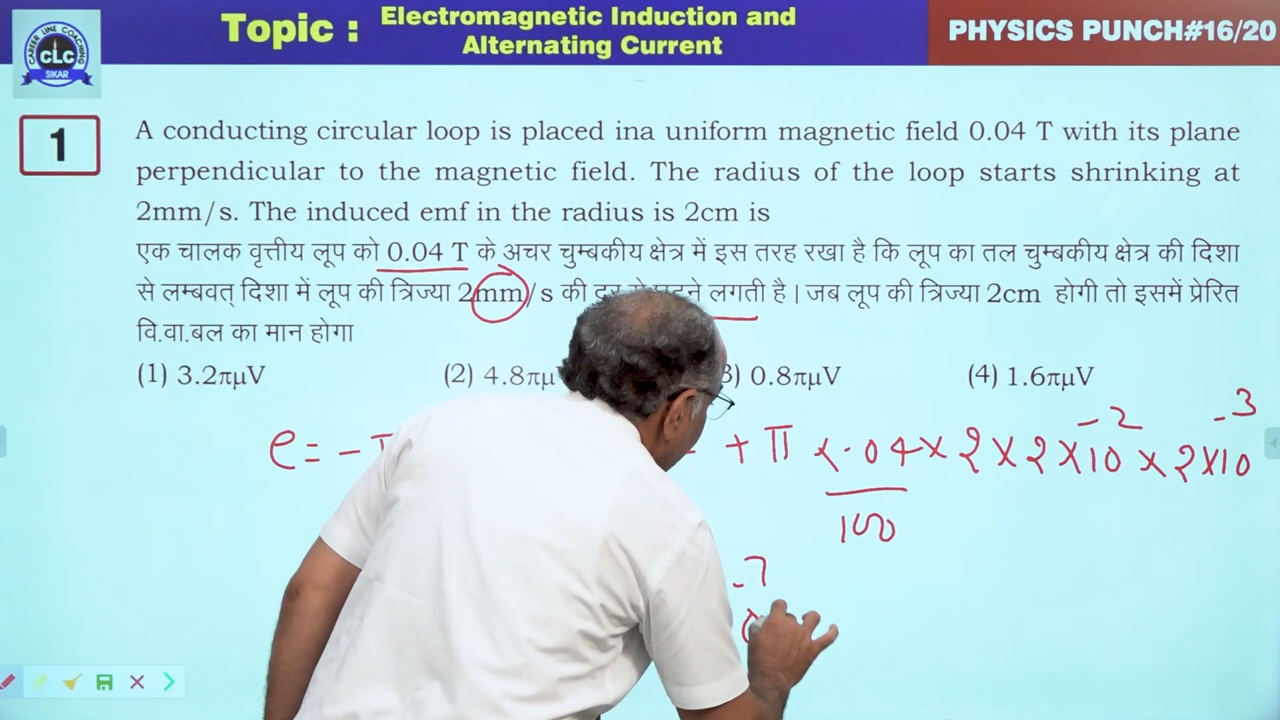 CAREER LINE COACHING
CLC
SIKAR
Topic :
Electromagnetic Induction and
Alternating Current
PHYSICS PUNCH#16/20
1
A conducting circular loop is placed ina uniform magnetic field 0.04 T with its plane
perpendicular to the magnetic field. The radius of the loop starts shrinking at
2mm/s. The induced emf in the radius is 2cm is
एक चालक वृत्तीय लूप को 0.04 T के अचर चुम्बकीय क्षेत्र में इस तरह रखा है कि लूप का तल चुम्बकीय क्षेत्र की दिशा
से लम्बवत् दिशा में लूप की त्रिज्या 2mm/s की लगती है। जब लूप की त्रिज्या 2cm होगी तो इसमें प्रेरित
वि.वा.बल का मान होगा
(1) 3.2πμV (2) 4.8πμ 3) 0.8πμV (4) 1.6πμV
e = - + π × .04 × 2 × 2 × 10 -2 × 2 × 10 -3
100
-7